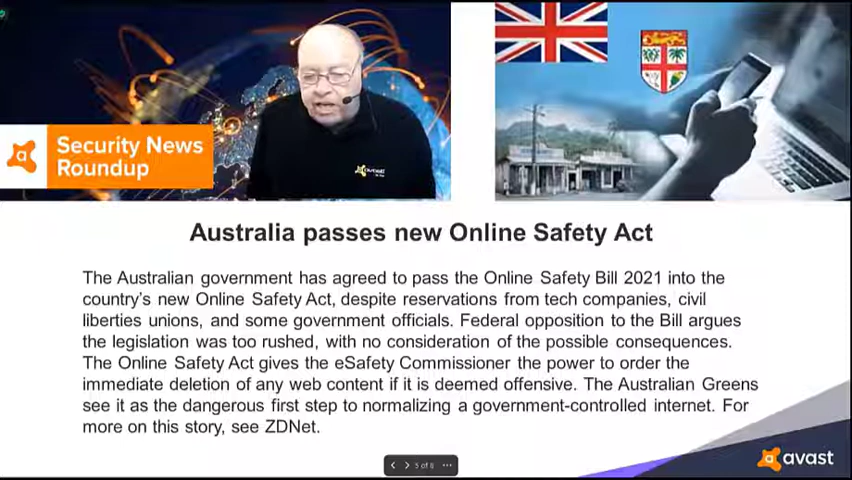 Security News
Roundup
avast
Australia passes new Online Safety Act
The Australian government has agreed to pass the Online Safety Bill 2021 into the
country's new Online Safety Act, despite reservations from tech companies, civil
liberties unions, and some government officials. Federal opposition to the Bill argues
the legislation was too rushed, with no consideration of the possible consequences.
The Online Safety Act gives the eSafety Commissioner the power to order the
immediate deletion of any web content if it is deemed offensive. The Australian Greens
see it as the dangerous first step to normalizing a government-controlled internet. For
more on this story, see ZDNet.
5 of 8
avast